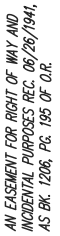 AN EASEMENT FOR RIGHT OF WAY AND
INCIDENTAL PURPOSES REC. 06/26/1941,
AS BK. 1206, PG. 195 OF O.R.